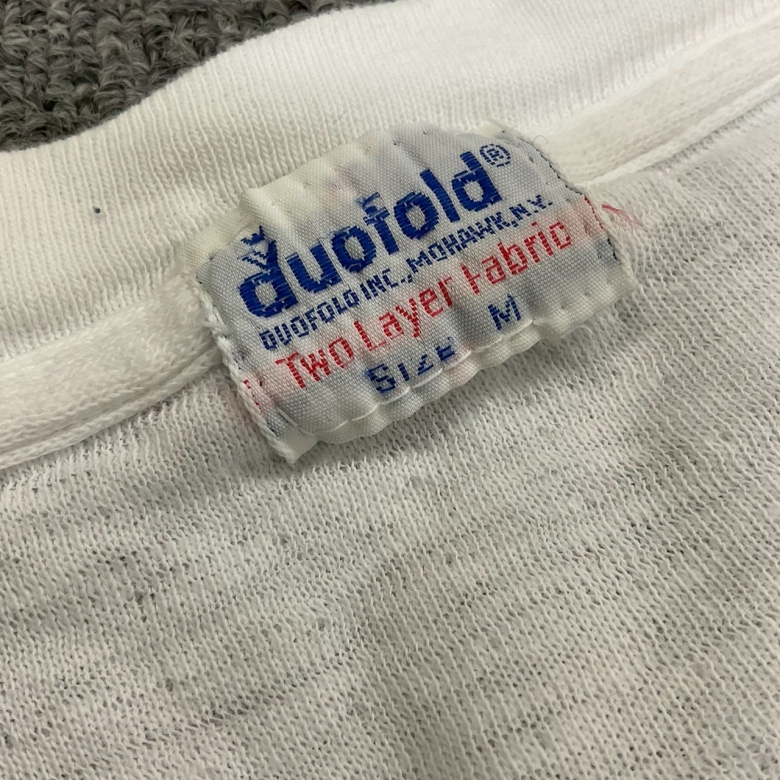 duofold®
DUOFOLD INC., MOHAWK, N.Y.
Two Layer Fabric
SIZE M